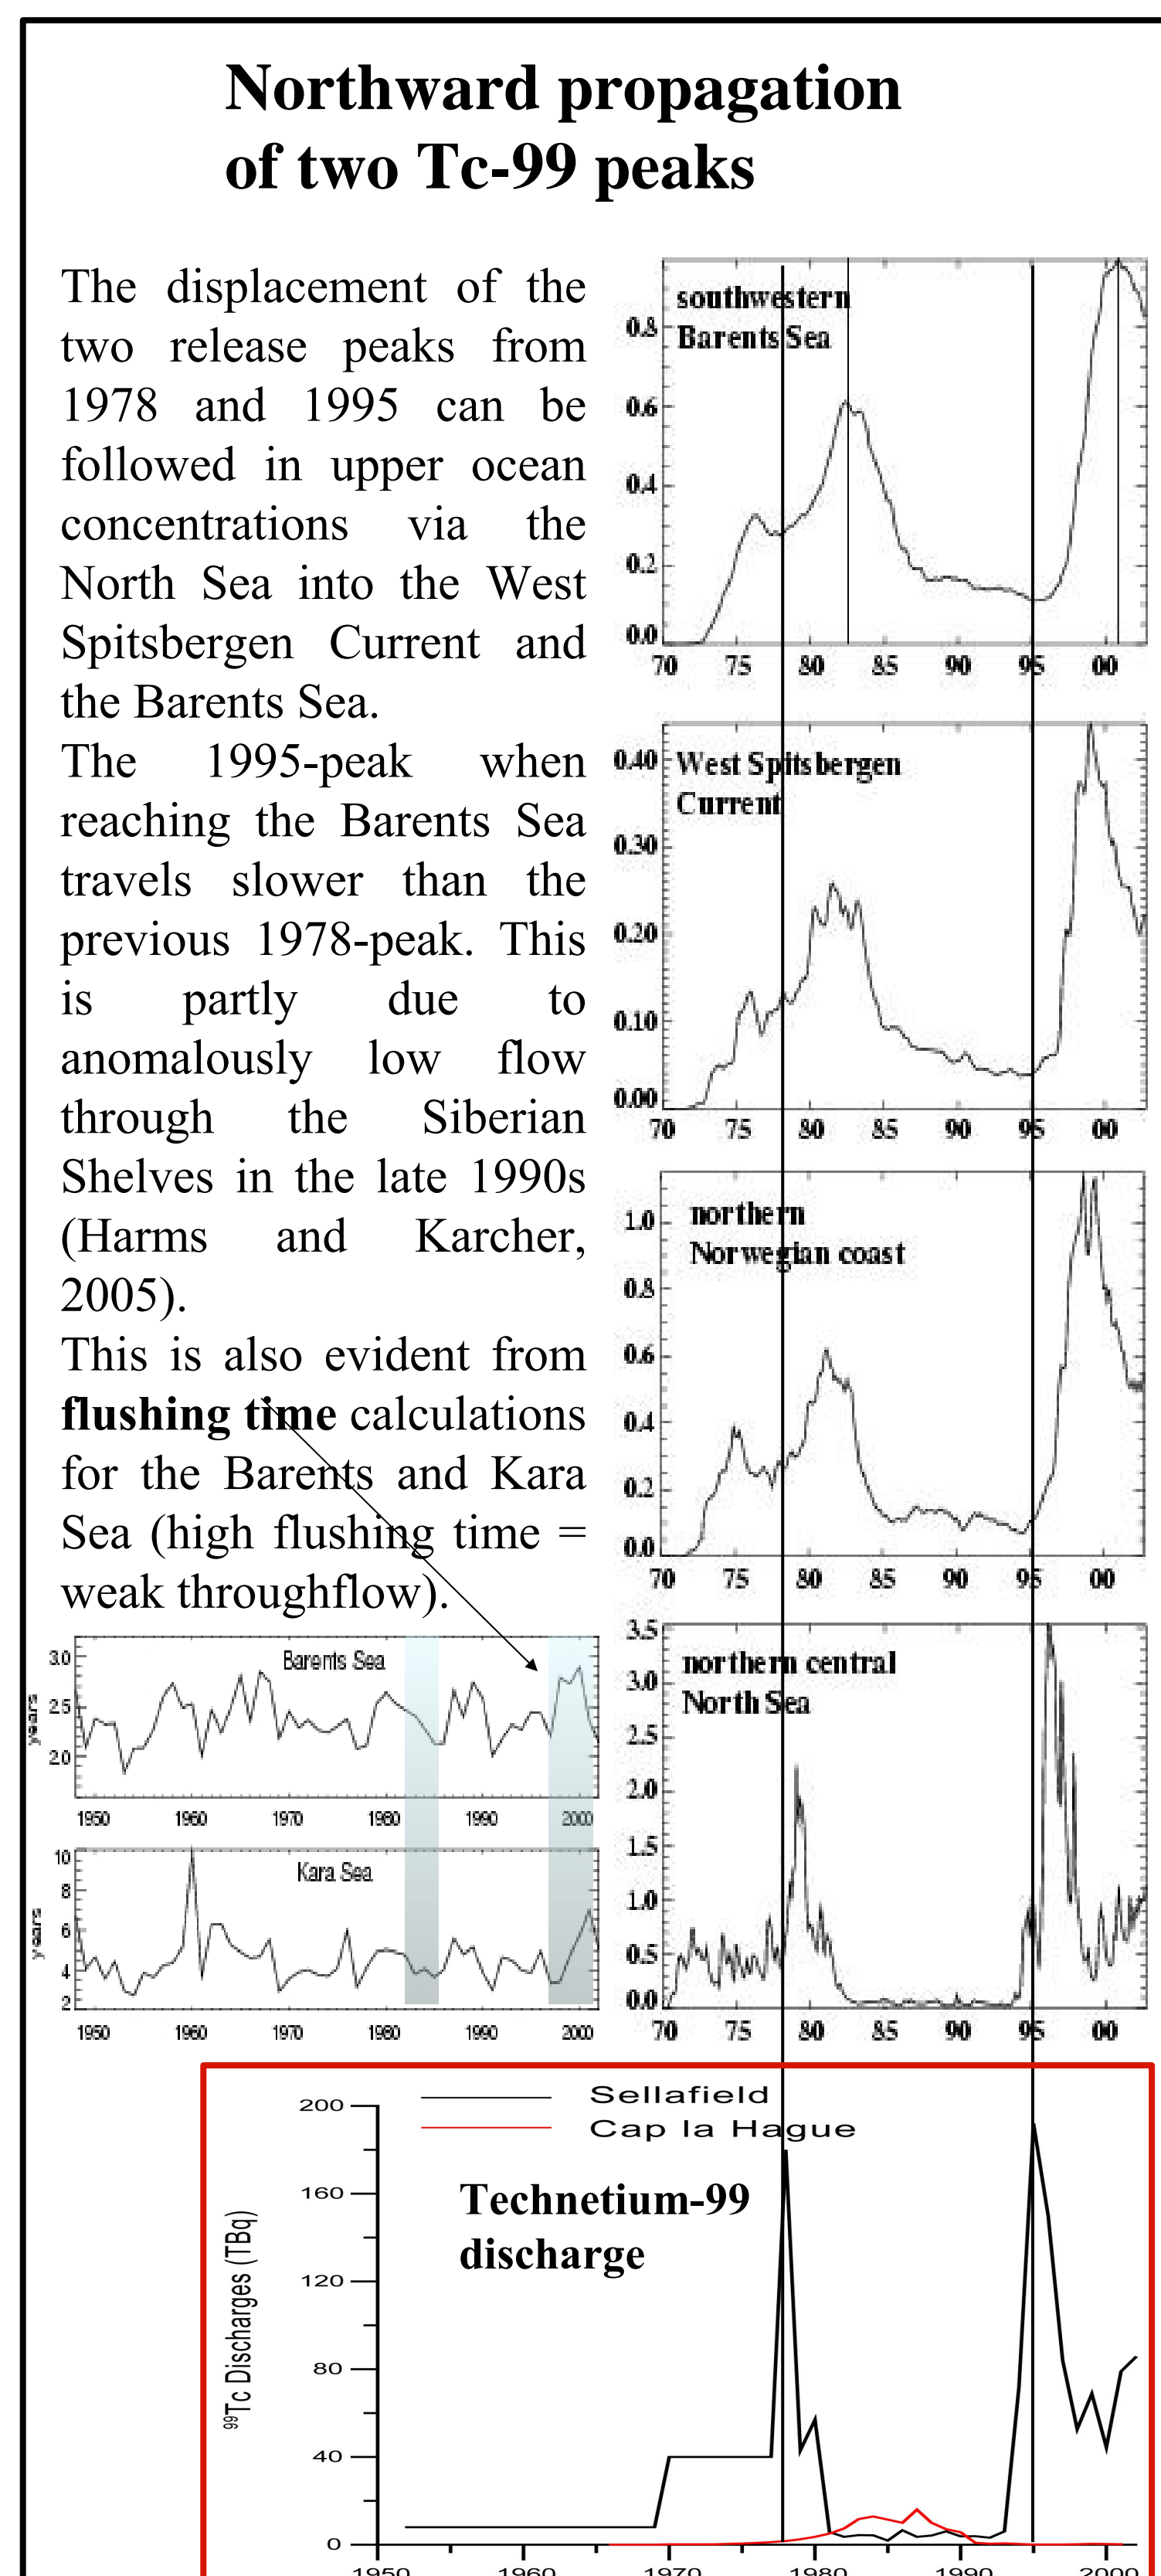 Northward propagation
of two Tc-99 peaks
The displacement of the
two release peaks from
1978 and 1995 can be
followed in upper ocean
concentrations via the
North Sea into the West
Spitsbergen Current and
the Barents Sea.
The 1995-peak when
reaching the Barents Sea
travels slower than the
previous 1978-peak. This
is partly due to
anomalously low flow
through the Siberian
Shelves in the late 1990s
(Harms and Karcher,
2005).
This is also evident from
flushing time calculations
for the Barents and Kara
Sea (high flushing time =
weak throughflow).
southwestern
Barents Sea
0.8
0.6
0.4
0.2
0.0
70 75 80 85 90 95 00
West Spitsbergen
Current
0.40
0.30
0.20
0.10
0.00
70 75 80 85 90 95 00
northern
Norwegian coast
1.0
0.8
0.6
0.4
0.2
0.0
70 75 80 85 90 95 00
northern central
North Sea
3.5
3.0
2.5
2.0
1.5
1.0
0.5
0.0
70 75 80 85 90 95 00
Barents Sea
years
3.0
2.5
2.0
1950 1960 1970 1980 1990 2000
Kara Sea
years
10
8
6
4
2
1950 1960 1970 1980 1990 2000
Sellafield
Cap la Hague
Technetium-99
discharge
99Tc Discharges (TBq)
200
160
120
80
40
0
1950 1960 1970 1980 1990 2000